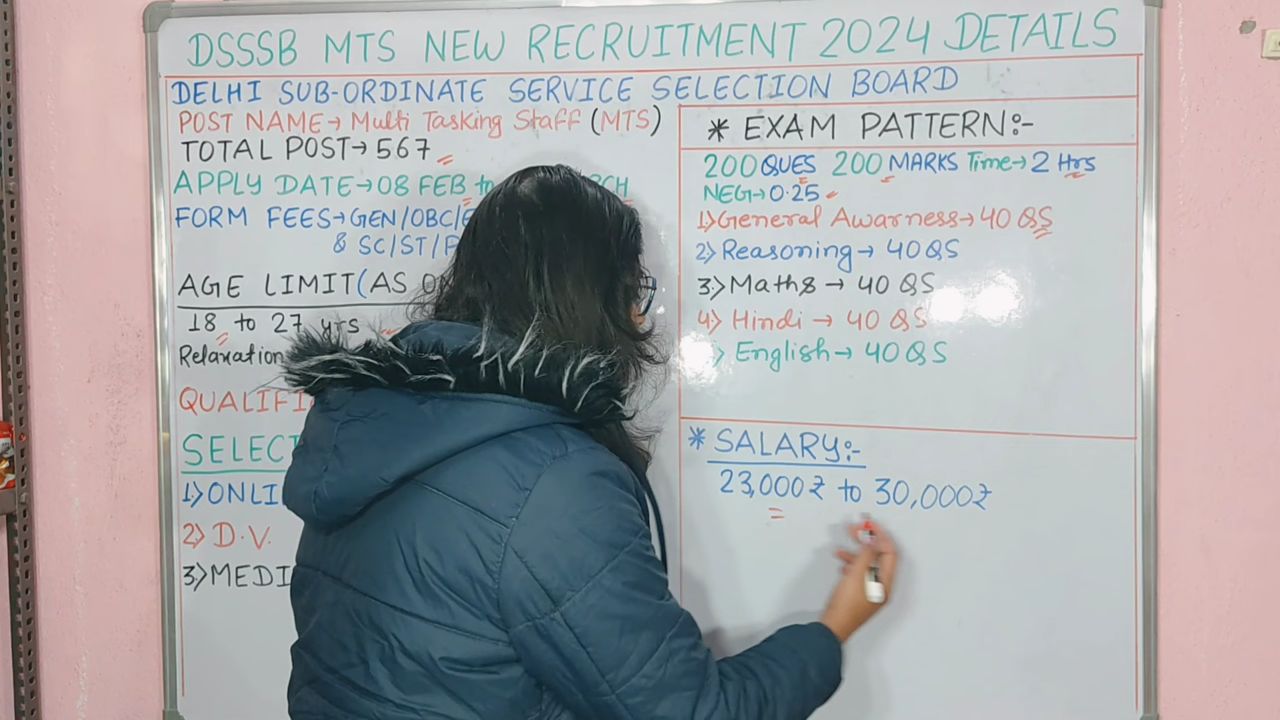 DSSSB MTS NEW RECRUITMENT 2024 DETAILS
DELHI SUB-ORDINATE SERVICE SELECTION BOARD
POST NAME→ Multi Tasking Staff (MTS)
TOTAL POST→ 567
APPLY DATE→08 FEB to
FORM FEES→GEN/OBC/
& SC/ST/
AGE LIMIT(AS
18 to 27 yrs
Relaxation
1)ONLI
2) D.V.
* EXAM PATTERN:-
200 QUES 200 MARKS Time→ 2 Hrs
NEG→0.25
1)General Awarness→ 40 QS
2) Reasoning→ 40 QS
3) Maths → 40 QS
4) Hindi → 40 QS
) English→ 40 QS
* SALARY:-
23,000₹ to 30,000₹